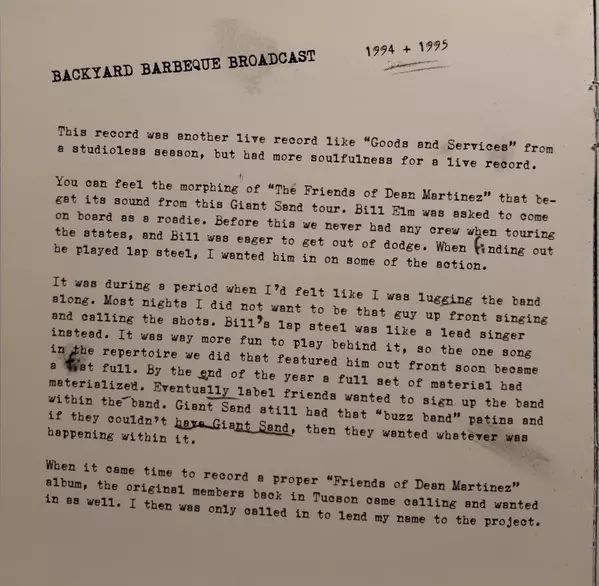 BACKYARD BARBEQUE BROADCAST 1994 + 1995
This record was another live record like "Goods and Services" from
a studioless season, but had more soulfulness for a live record.
You can feel the morphing of "The Friends of Dean Martinez" that be-
gat its sound from this Giant Sand tour. Bill Elm was asked to come
on board as a roadie. Before this we never had any crew when touring
the states, and Bill was eager to get out of dodge. When finding out
he played lap steel, I wanted him in on some of the action.
It was during a period when I'd felt like I was lugging the band
along. Most nights I did not want to be that guy up front singing
and calling the shots. Bill's lap steel was like a lead singer
instead. It was way more fun to play behind it, so the one song
in the repertoire we did that featured him out front soon became
a fist full. By the end of the year a full set of material had
materialized. Eventually label friends wanted to sign up the band
within the band. Giant Sand still had that "buzz band" patina and
if they couldn't have Giant Sand, then they wanted whatever was
happening within it.
When it came time to record a proper "Friends of Dean Martinez"
album, the original members back in Tucson came calling and wanted
in as well. I then was only called in to lend my name to the project.